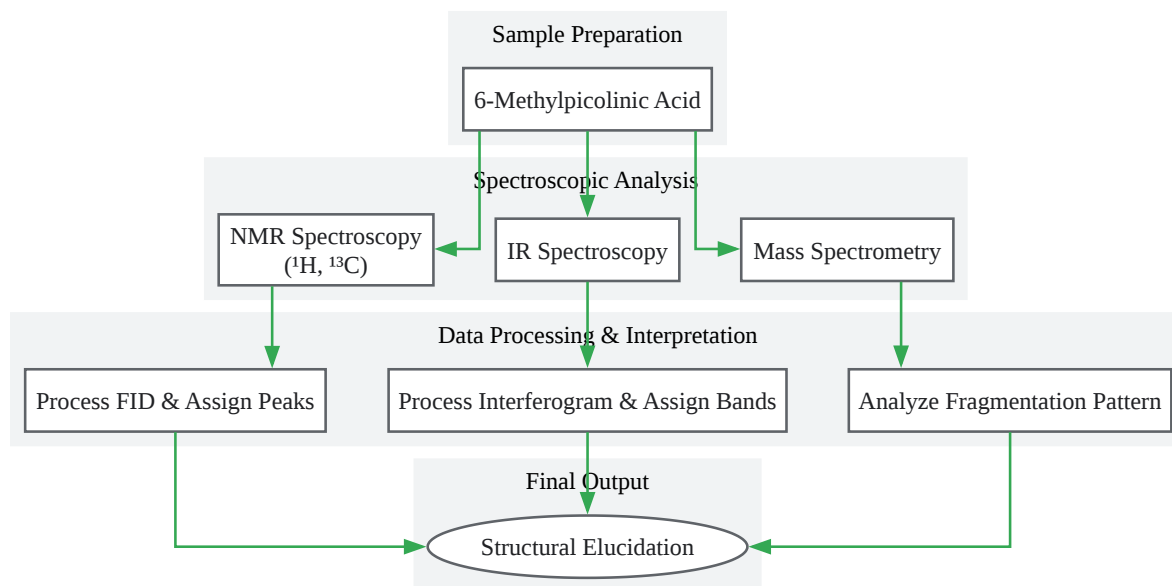 Sample Preparation
6-Methylpicolinic Acid
Spectroscopic Analysis
NMR Spectroscopy
(¹H, ¹³C)
IR Spectroscopy
Mass Spectrometry
Data Processing & Interpretation
Process FID & Assign Peaks
Process Interferogram & Assign Bands
Analyze Fragmentation Pattern
Final Output
Structural Elucidation